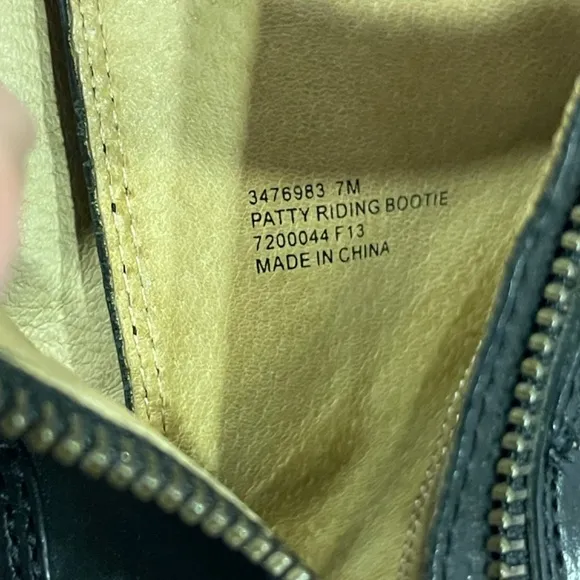 3476983 7M
PATTY RIDING BOOTIE
7200044 F13
MADE IN CHINA